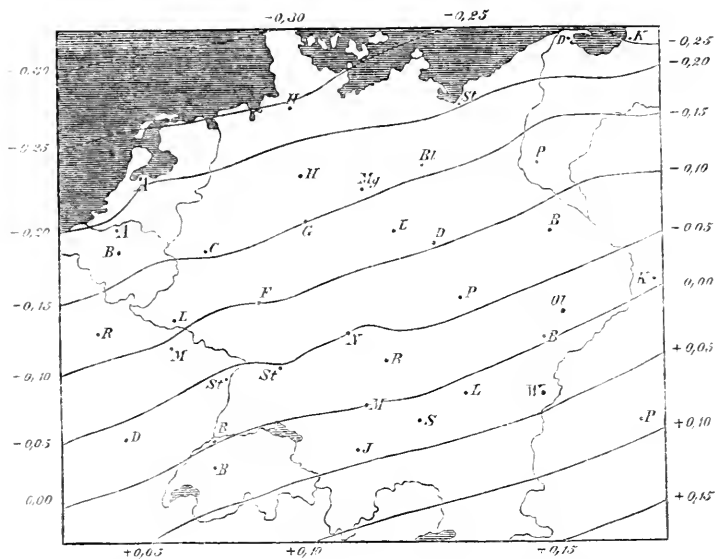 -0,30 -0,25
D K -0,25
-0,20
H
St
-0,15
-0,25
Bl P
A H Mg -0,10
-0,20 A G L D B -0,05
B C
K 0,00
F P
-0,15 Ol
L
R N B +0,05
M B
-0,10 St St
L W
M
S P +0,10
-0,05 D R
J
B
+0,15
0,00
+0,05 +0,10 +0,15